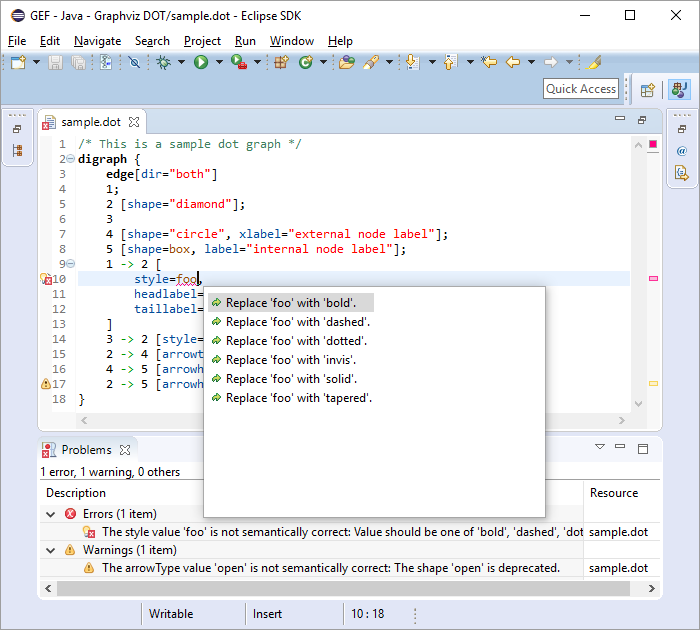 GEF - Java - Graphviz DOT/sample.dot - Eclipse SDK
File Edit Navigate Search Project Run Window Help
Quick Access
sample.dot
1 /* This is a sample dot graph */
2 digraph {
3 edge[dir="both"]
4 1;
5 2 [shape="diamond"];
6 3
7 4 [shape="circle", xlabel="external node label"];
8 5 [shape=box, label="internal node label"];
9 1 -> 2 [
10 style=foo,
11 headlabel=
12 taillabel=
13 ]
14 3 -> 2 [style=
15 2 -> 4 [arrowt
16 4 -> 5 [arrowh
17 2 -> 5 [arrowh
18 }
Replace 'foo' with 'bold'.
Replace 'foo' with 'dashed'.
Replace 'foo' with 'dotted'.
Replace 'foo' with 'invis'.
Replace 'foo' with 'solid'.
Replace 'foo' with 'tapered'.
Problems
1 error, 1 warning, 0 others
Description Resource
Errors (1 item)
The style value 'foo' is not semantically correct: Value should be one of 'bold', 'dashed', 'dot sample.dot
Warnings (1 item)
The arrowType value 'open' is not semantically correct: The shape 'open' is deprecated. sample.dot
Writable Insert 10 : 18